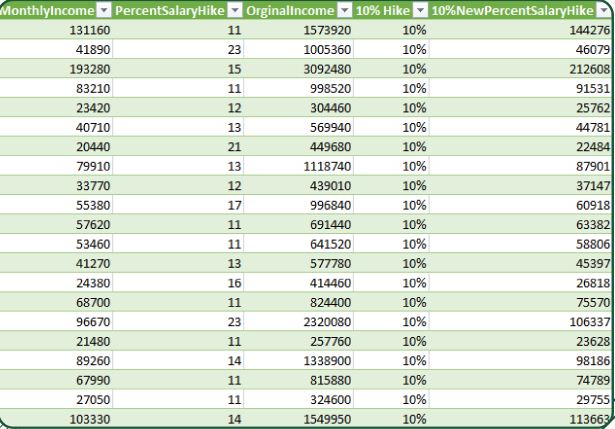 MonthlyIncome PercentSalaryHike OrginalIncome 10% Hike 10%NewPercentSalaryHike
131160 11 1573920 10% 144276
41890 23 1005360 10% 46079
193280 15 3092480 10% 212608
83210 11 998520 10% 91531
23420 12 304460 10% 25762
40710 13 569940 10% 44781
20440 21 449680 10% 22484
79910 13 1118740 10% 87901
33770 12 439010 10% 37147
55380 17 996840 10% 60918
57620 11 691440 10% 63382
53460 11 641520 10% 58806
41270 13 577780 10% 45397
24380 16 414460 10% 26818
68700 11 824400 10% 75570
96670 23 2320080 10% 106337
21480 11 257760 10% 23628
89260 14 1338900 10% 98186
67990 11 815880 10% 74789
27050 11 324600 10% 29755
103330 14 1549950 10% 113663